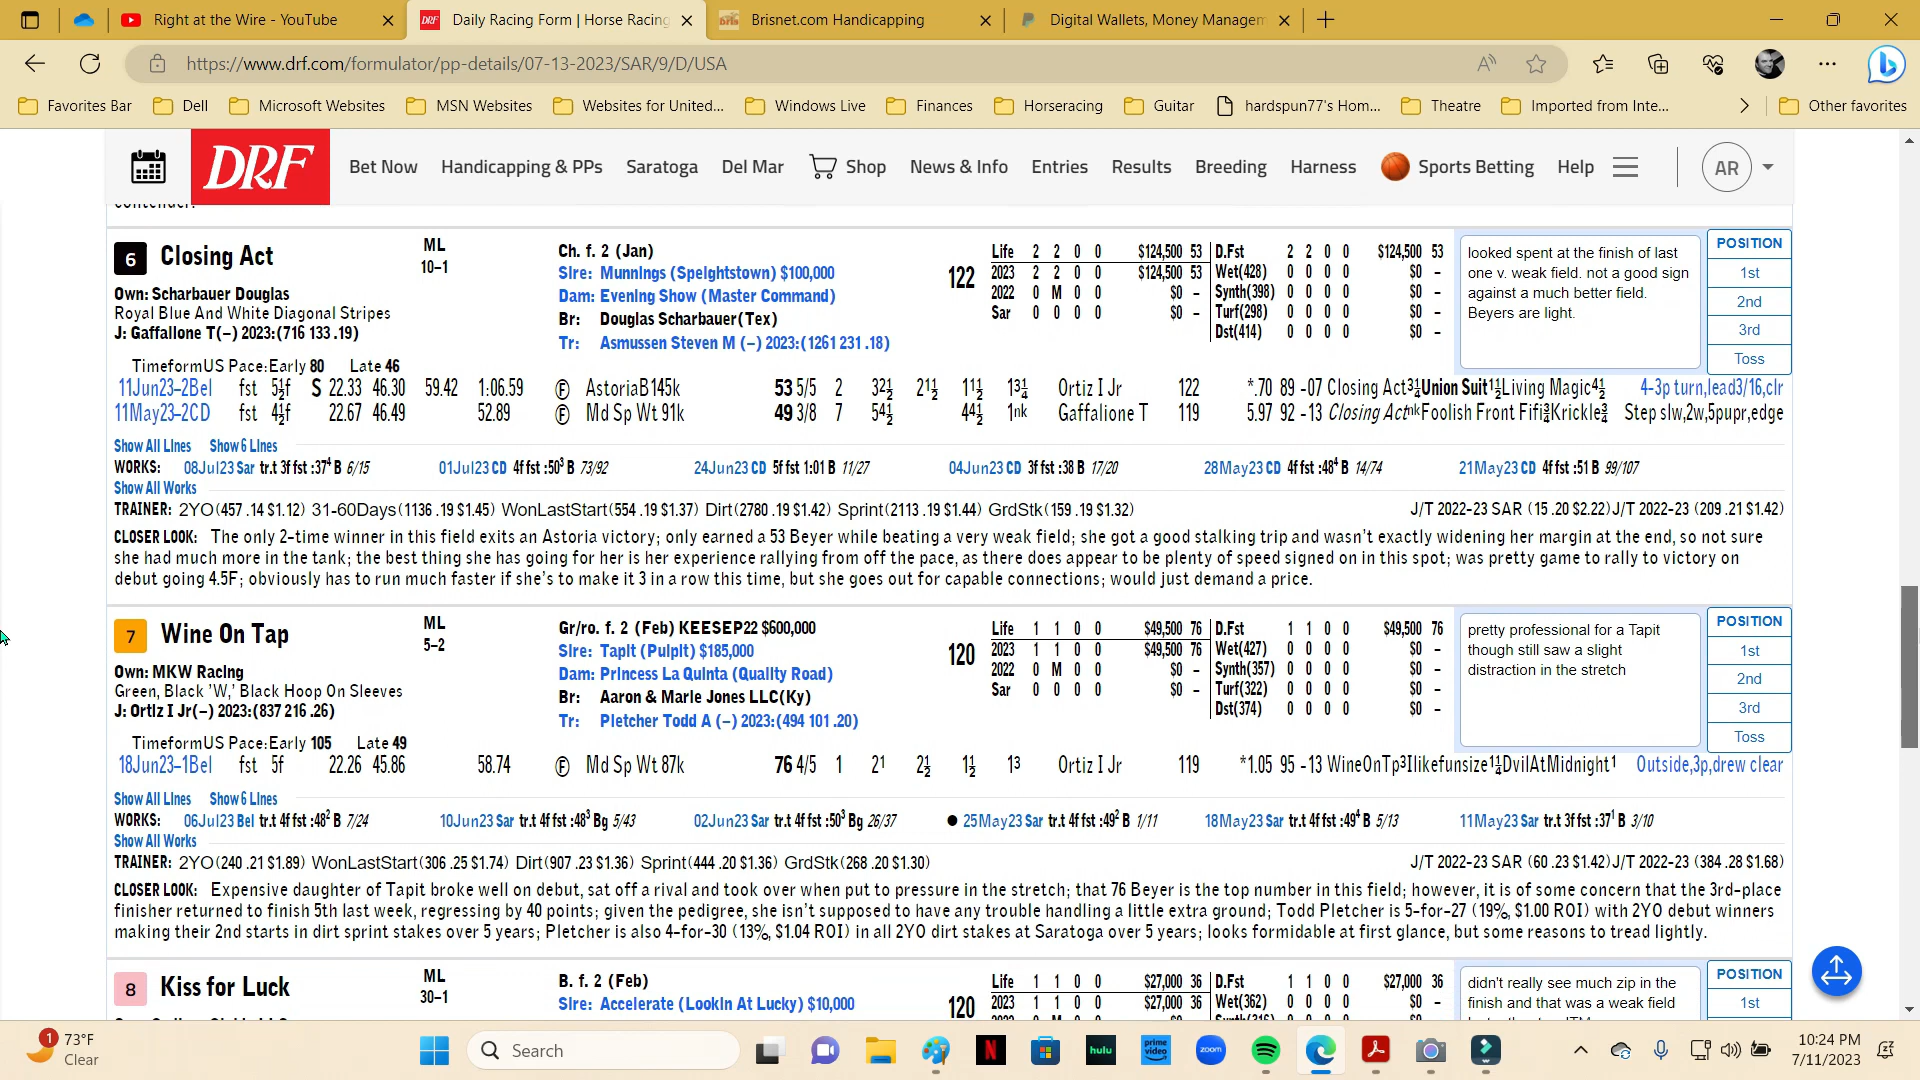 Right at the Wire - YouTube
Daily Racing Form | Horse Racing
Brisnet.com Handicapping
Digital Wallets, Money Managem
https://www.drf.com/formulator/pp-details/07-13-2023/SAR/9/D/USA
Favorites Bar Dell Microsoft Websites MSN Websites Websites for United... Windows Live Finances Horseracing Guitar hardspun77's Hom... Theatre Imported from Inte... Other favorites
DRF Bet Now Handicapping & PPs Saratoga Del Mar Shop News & Info Entries Results Breeding Harness Sports Betting Help AR
contender.
6 Closing Act
ML
10-1
Own: Scharbauer Douglas
Royal Blue And White Diagonal Stripes
J: Gaffalione T(-) 2023:(716 133 .19)
Ch. f. 2 (Jan)
Sire: Munnings (Speightstown) $100,000
Dam: Evening Show (Master Command)
Br: Douglas Scharbauer(Tex)
Tr: Asmussen Steven M (-) 2023:(1261 231 .18)
122
Life 2 2 0 0 $124,500 53 D.Fst 2 2 0 0 $124,500 53
2023 2 2 0 0 $124,500 53 Wet(428) 0 0 0 0 $0 -
2022 0 M 0 0 $0 - Synth(398) 0 0 0 0 $0 -
Sar 0 0 0 0 $0 - Turf(298) 0 0 0 0 $0 -
Dst(414) 0 0 0 0 $0 -
looked spent at the finish of last
one v. weak field. not a good sign
against a much better field.
Beyers are light.
POSITION
1st
2nd
3rd
Toss
TimeformUS Pace:Early 80 Late 46
11Jun23-2Bel fst 5½f S 22.33 46.30 59.42 1:06.59 Ⓕ AstoriaB145k 53 5/5 2 32½ 21½ 11½ 13¼ Ortiz I Jr 122 *.70 89 -07 Closing Act3¼Union Suit1½Living Magic4½ 4-3p turn,lead3/16,clr
11May23-2CD fst 4½f 22.67 46.49 52.89 Ⓕ Md Sp Wt 91k 49 3/8 7 54½ 44½ 1nk Gaffalione T 119 5.97 92 -13 Closing ActnkFoolish Front Fifi¾Krickle¾ Step slw,2w,5pupr,edge
Show All Lines Show 6 Lines
WORKS: 08Jul23 Sar tr.t 3f fst :37⁴ B 6/15 01Jul23 CD 4f fst :50³ B 73/92 24Jun23 CD 5f fst 1:01 B 11/27 04Jun23 CD 3f fst :38 B 17/20 28May23 CD 4f fst :48⁴ B 14/74 21May23 CD 4f fst :51 B 99/107
Show All Works
TRAINER: 2YO(457 .14 $1.12) 31-60Days(1136 .19 $1.45) WonLastStart(554 .19 $1.37) Dirt(2780 .19 $1.42) Sprint(2113 .19 $1.44) GrdStk(159 .19 $1.32) J/T 2022-23 SAR (15 .20 $2.22)J/T 2022-23 (209 .21 $1.42)
CLOSER LOOK: The only 2-time winner in this field exits an Astoria victory; only earned a 53 Beyer while beating a very weak field; she got a good stalking trip and wasn't exactly widening her margin at the end, so not sure
she had much more in the tank; the best thing she has going for her is her experience rallying from off the pace, as there does appear to be plenty of speed signed on in this spot; was pretty game to rally to victory on
debut going 4.5F; obviously has to run much faster if she's to make it 3 in a row this time, but she goes out for capable connections; would just demand a price.
7 Wine On Tap
ML
5-2
Own: MKW Racing
Green, Black 'W,' Black Hoop On Sleeves
J: Ortiz I Jr(-) 2023:(837 216 .26)
Gr/ro. f. 2 (Feb) KEESEP22 $600,000
Sire: Tapit (Pulpit) $185,000
Dam: Princess La Quinta (Quality Road)
Br: Aaron & Marie Jones LLC(Ky)
Tr: Pletcher Todd A (-) 2023:(494 101 .20)
120
Life 1 1 0 0 $49,500 76 D.Fst 1 1 0 0 $49,500 76
2023 1 1 0 0 $49,500 76 Wet(427) 0 0 0 0 $0 -
2022 0 M 0 0 $0 - Synth(357) 0 0 0 0 $0 -
Sar 0 0 0 0 $0 - Turf(322) 0 0 0 0 $0 -
Dst(374) 0 0 0 0 $0 -
pretty professional for a Tapit
though still saw a slight
distraction in the stretch
POSITION
1st
2nd
3rd
Toss
TimeformUS Pace:Early 105 Late 49
18Jun23-1Bel fst 5f 22.26 45.86 58.74 Ⓕ Md Sp Wt 87k 76 4/5 1 2¹ 2½ 1½ 1³ Ortiz I Jr 119 *1.05 95 -13 WineOnTp³Ilikefunsize1¼DvilAtMidnight¹ Outside,3p,drew clear
Show All Lines Show 6 Lines
WORKS: 06Jul23 Bel tr.t 4f fst :48² B 7/24 10Jun23 Sar tr.t 4f fst :48³ Bg 5/43 02Jun23 Sar tr.t 4f fst :50³ Bg 26/37 ● 25May23 Sar tr.t 4f fst :49² B 1/11 18May23 Sar tr.t 4f fst :49⁴ B 5/13 11May23 Sar tr.t 3f fst :37¹ B 3/10
Show All Works
TRAINER: 2YO(240 .21 $1.89) WonLastStart(306 .25 $1.74) Dirt(907 .23 $1.36) Sprint(444 .20 $1.36) GrdStk(268 .20 $1.30) J/T 2022-23 SAR (60 .23 $1.42)J/T 2022-23 (384 .28 $1.68)
CLOSER LOOK: Expensive daughter of Tapit broke well on debut, sat off a rival and took over when put to pressure in the stretch; that 76 Beyer is the top number in this field; however, it is of some concern that the 3rd-place
finisher returned to finish 5th last week, regressing by 40 points; given the pedigree, she isn't supposed to have any trouble handling a little extra ground; Todd Pletcher is 5-for-27 (19%, $1.00 ROI) with 2YO debut winners
making their 2nd starts in dirt sprint stakes over 5 years; Pletcher is also 4-for-30 (13%, $1.04 ROI) in all 2YO dirt stakes at Saratoga over 5 years; looks formidable at first glance, but some reasons to tread lightly.
8 Kiss for Luck
ML
30-1
B. f. 2 (Feb)
Sire: Accelerate (Lookin At Lucky) $10,000
120
Life 1 1 0 0 $27,000 36 D.Fst 1 1 0 0 $27,000 36
2023 1 1 0 0 $27,000 36 Wet(362) 0 0 0 0 $0 -
didn't really see much zip in the
finish and that was a weak field
POSITION
1st
1
73°F
Clear
Search
hulu
prime video
zoom
10:24 PM
7/11/2023